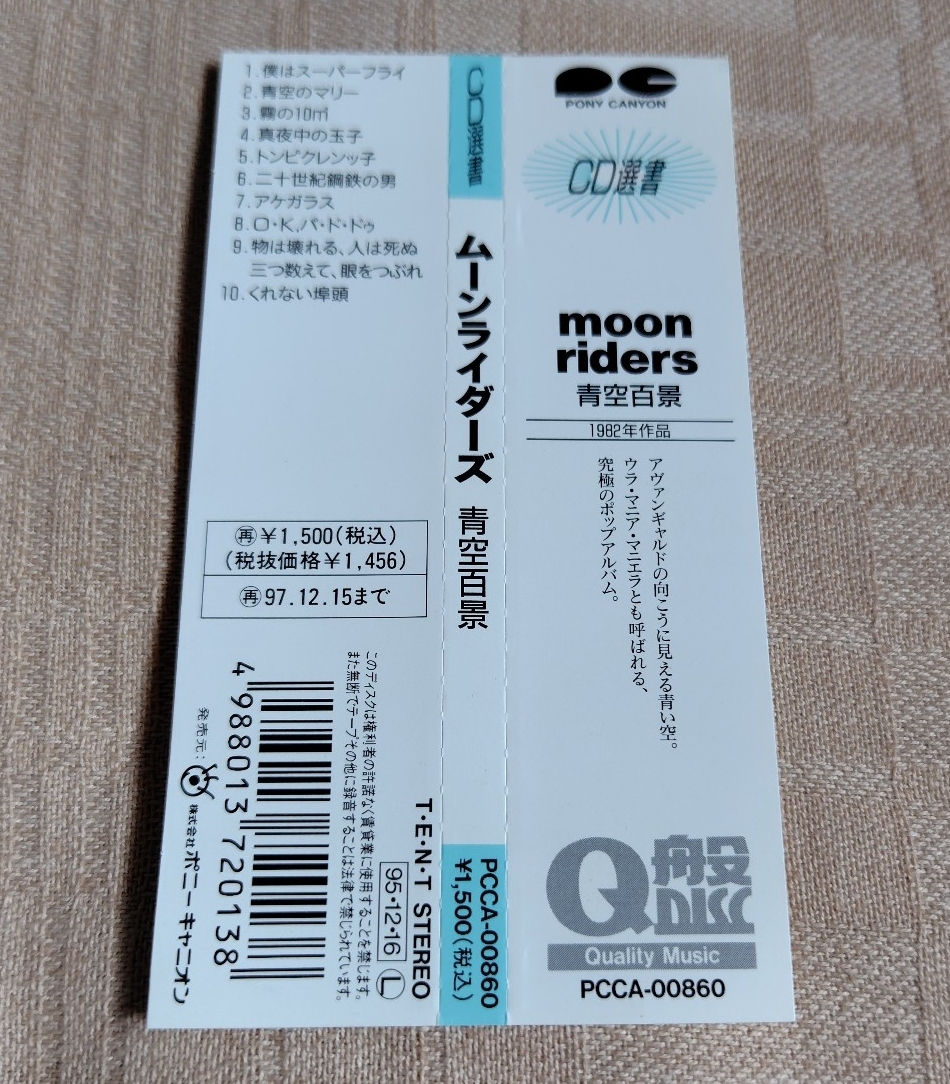 1.僕はスーパーフライ
2.青空のマリー
3.霧の10㎡
4.真夜中の玉子
5.トンピクレンッ子
6.二十世紀鋼鉄の男
7.アケガラス
8.O・K,パ・ド・ドゥ
9.物は壊れる、人は死ぬ
三つ数えて、眼をつぶれ
10.くれない埠頭
㊢¥1,500(税込)
(税抜価格¥1,456)
97.12.15まで
4988013720138
発売元:
株式会社ポニーキャニオン
このディスクは権利者の許諾なく賃貸業に使用することを禁じます。
また無断でテープその他に録音することは法律で禁じられています。
95・12・16 L
T・E・N・T STEREO
CD選書
ムーンライダーズ 青空百景
PCCA-00860
¥1,500(税込)
PONY CANYON
CD選書
moon
riders
青空百景
1982年作品
アヴァンギャルドの向こうに見える青い空。
ウラ・マニア・マニエラとも呼ばれる、
究極のポップアルバム。
Q盤
DISC
Quality Music
PCCA-00860